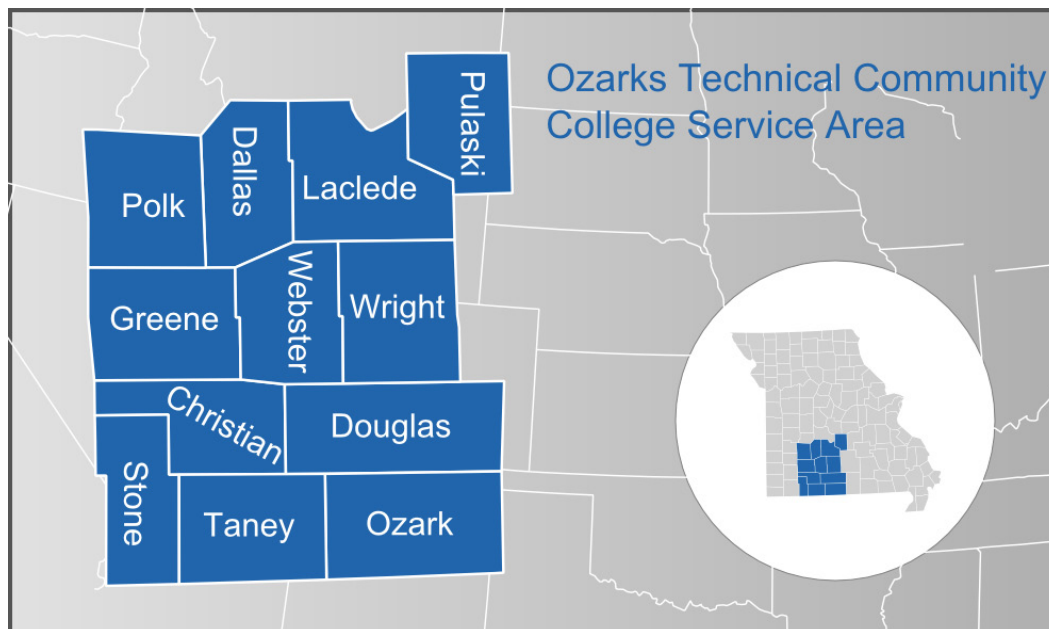 Ozarks Technical Community
College Service Area
Pulaski
Dallas
Laclede
Polk
Webster
Wright
Greene
Christian
Douglas
Stone
Taney
Ozark